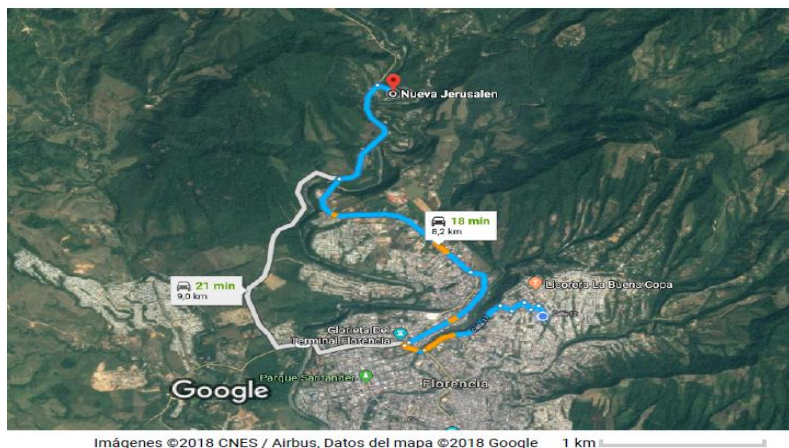 Nueva Jerusalen
18 min
8,2 km
21 min
9,0 km
Licorera La Buena Copa
Glorieta De
Terminal Florencia
Parque Santander
Florencia
Google
Imágenes ©2018 CNES / Airbus, Datos del mapa ©2018 Google 1 km